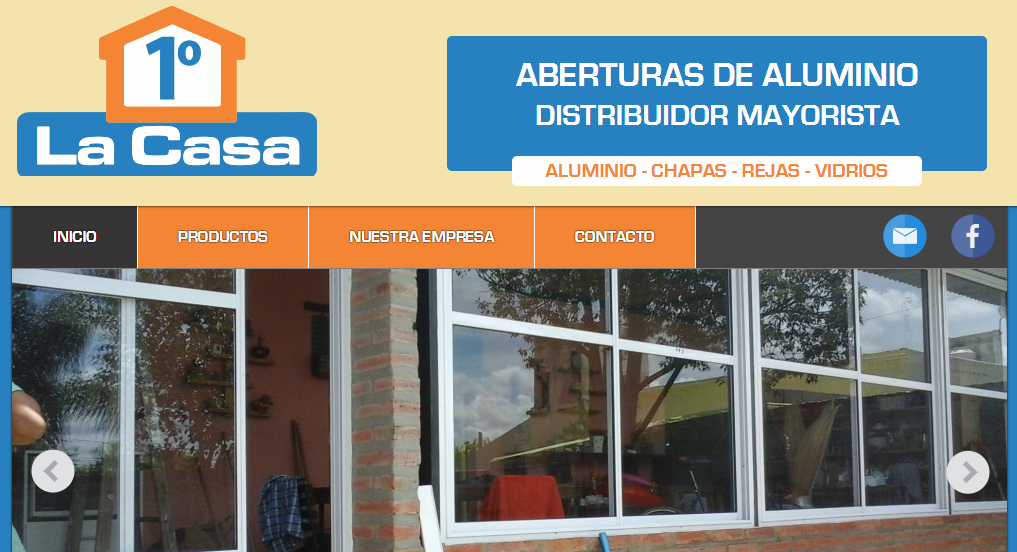 1º
La Casa
ABERTURAS DE ALUMINIO
DISTRIBUIDOR MAYORISTA
ALUMINIO - CHAPAS - REJAS - VIDRIOS
INICIO
PRODUCTOS
NUESTRA EMPRESA
CONTACTO
f